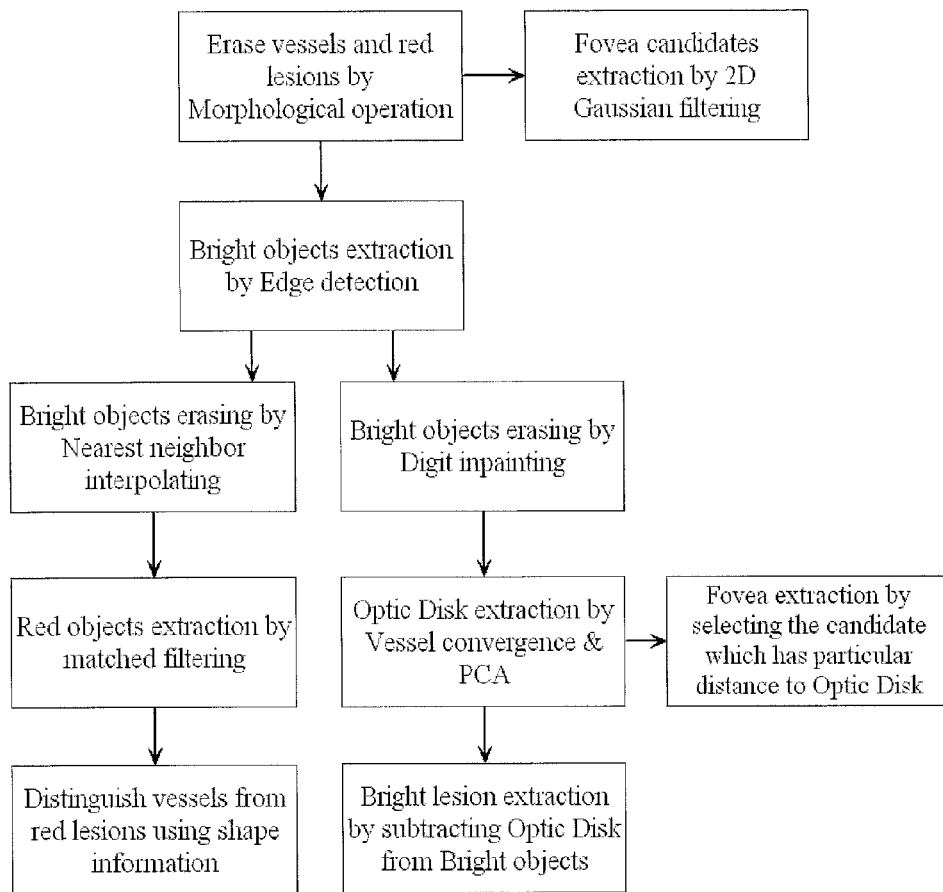 Erase vessels and red
lesions by
Morphological operation
Fovea candidates
extraction by 2D
Gaussian filtering
Bright objects extraction
by Edge detection
Bright objects erasing by
Nearest neighbor
interpolating
Bright objects erasing by
Digit inpainting
Red objects extraction by
matched filtering
Optic Disk extraction by
Vessel convergence &
PCA
Fovea extraction by
selecting the candidate
which has particular
distance to Optic Disk
Distinguish vessels from
red lesions using shape
information
Bright lesion extraction
by subtracting Optic Disk
from Bright objects